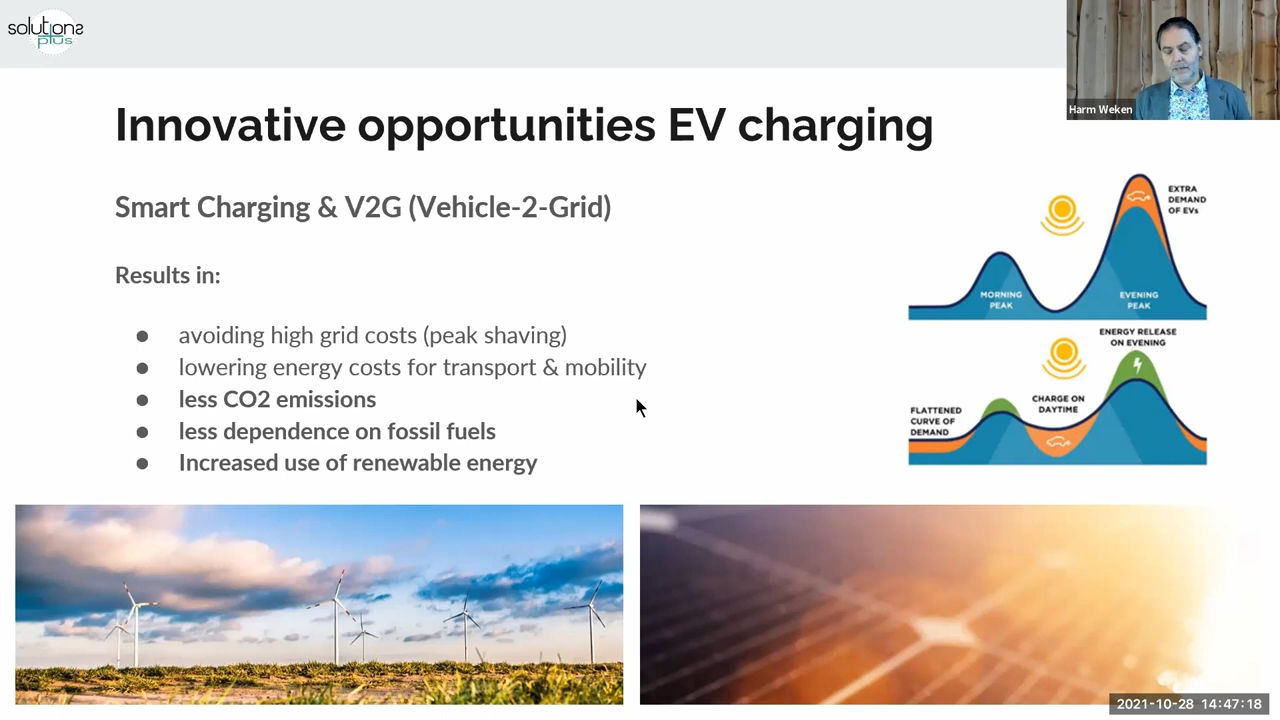 solutions
plus
Harm Weken
Innovative opportunities EV charging
Smart Charging & V2G (Vehicle-2-Grid)
Results in:
● avoiding high grid costs (peak shaving)
● lowering energy costs for transport & mobility
● less CO2 emissions
● less dependence on fossil fuels
● Increased use of renewable energy
EXTRA
DEMAND
OF EVs
MORNING
PEAK
EVENING
PEAK
ENERGY RELEASE
ON EVENING
CHARGE ON
DAYTIME
FLATTENED
CURVE OF
DEMAND
2021-10-28 14:47:18